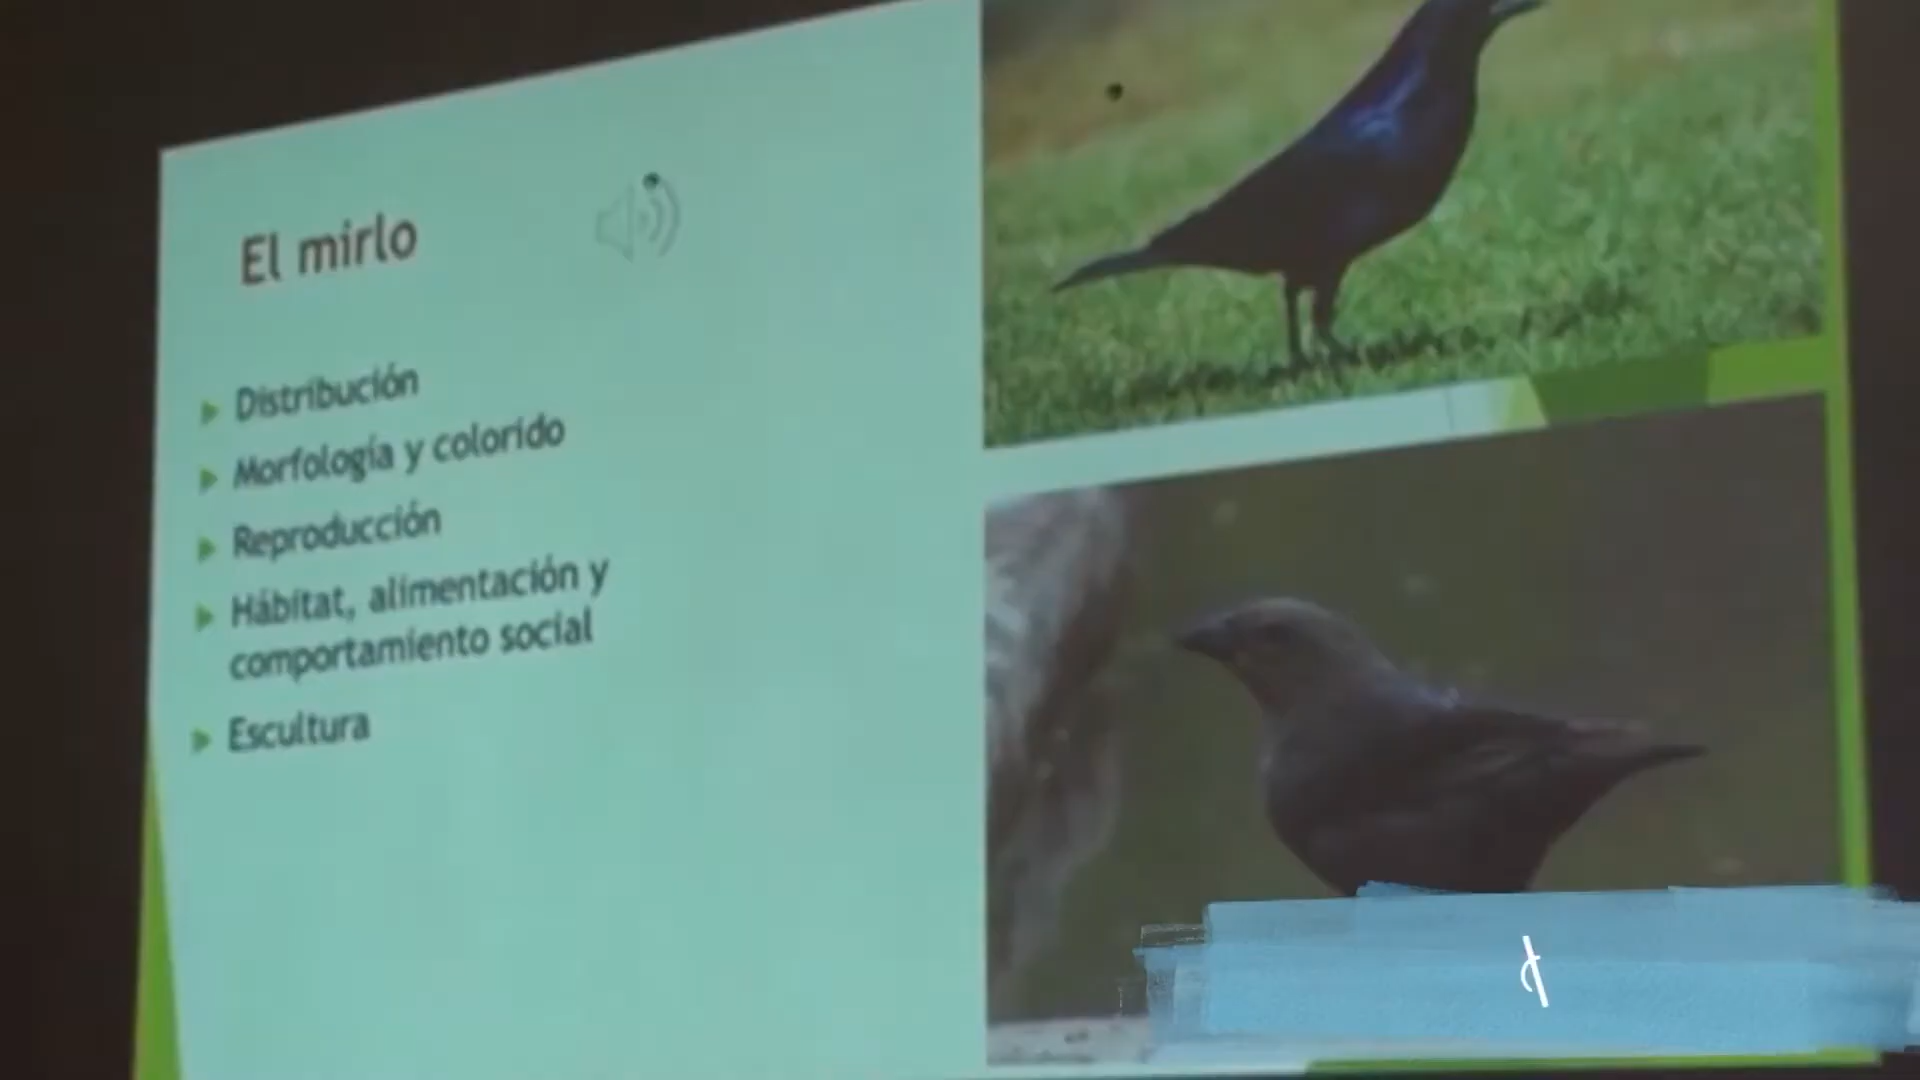 El mirlo
Distribución
Morfología y colorido
Reproducción
Hábitat, alimentación y
comportamiento social
Escultura